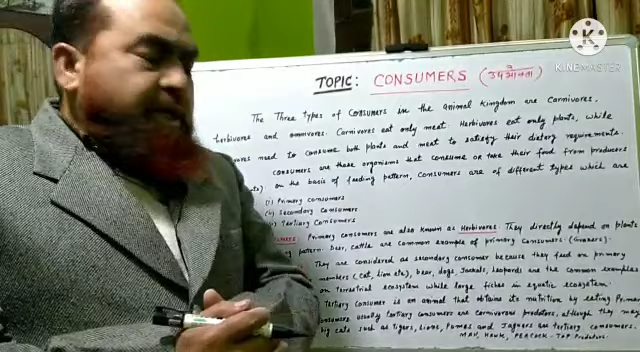 KINEMASTER
TOPIC: CONSUMERS (उपभोक्ता)
The Three types of Consumers in the animal Kingdom are Carnivores,
herbivores and omnivores. Carnivores eat only meat. Herbivores eat only plants, while
need to consume both plants and meat to satisfy their dietary requirements.
Consumers are those organisms that consume or take their food from producers
on the basis of feeding pattern, Consumers are of different types which are
(i) Primary Consumers
Secondary Consumers
Tertiary Consumers
Primary consumers are also known as Herbivores. They directly depend on plants
pattern. Deer, cattle are common example of primary consumers.
They are considered as secondary consumer because they feed on primary
(Cat, Lion etc), bear, dogs, Jackals, leopards are the common examples
on terrestrial ecosystem while large fishes in
ecosystem.
Tertiary Consumer is an animal that obtains its nutrition by eating
consumers usually tertiary consumers are Carnivorous predators, although they may
big cats such as tigers, Lions, Pumas and Jaguars are tertiary consumers.
MAN, HAWK, PEACOCK - TOP